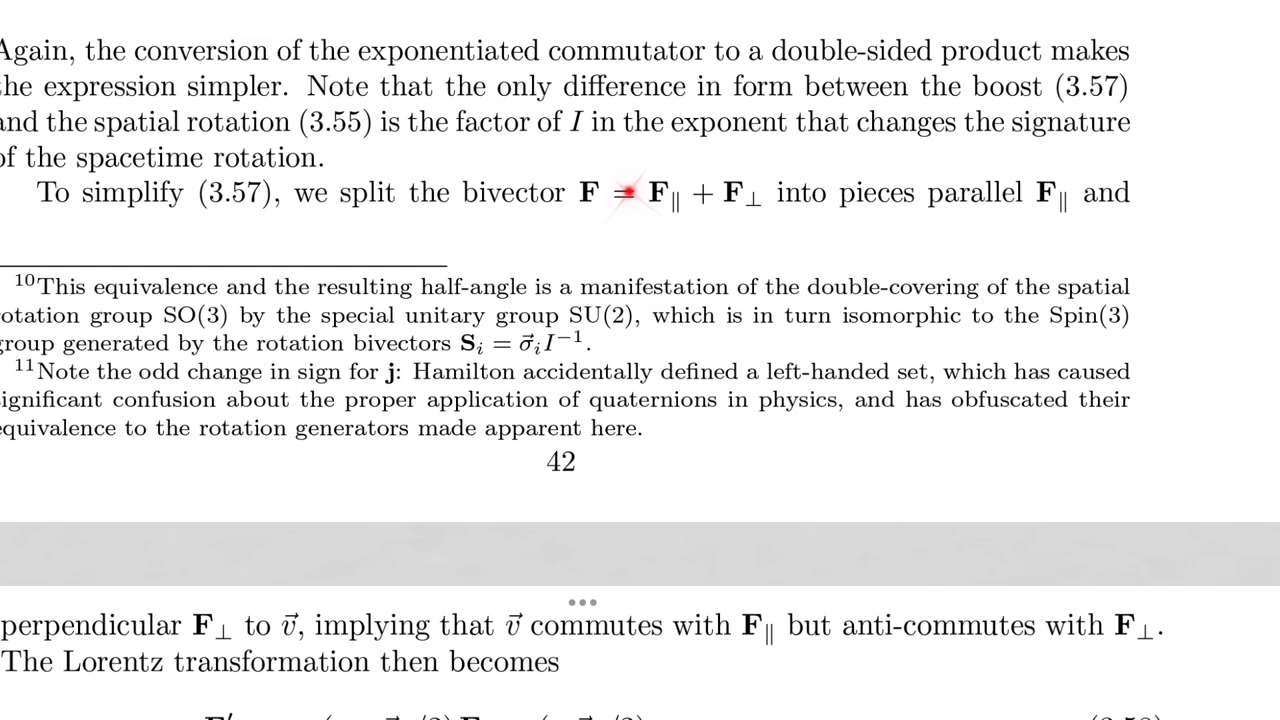 Again, the conversion of the exponentiated commutator to a double-sided product makes
the expression simpler. Note that the only difference in form between the boost (3.57)
and the spatial rotation (3.55) is the factor of I in the exponent that changes the signature
of the spacetime rotation.
To simplify (3.57), we split the bivector F = F∥ + F⊥ into pieces parallel F∥ and
¹⁰This equivalence and the resulting half-angle is a manifestation of the double-covering of the spatial
rotation group SO(3) by the special unitary group SU(2), which is in turn isomorphic to the Spin(3)
group generated by the rotation bivectors Sᵢ = σ⃗ᵢI⁻¹.
¹¹Note the odd change in sign for j: Hamilton accidentally defined a left-handed set, which has caused
significant confusion about the proper application of quaternions in physics, and has obfuscated their
equivalence to the rotation generators made apparent here.
42
perpendicular F⊥ to v⃗, implying that v⃗ commutes with F∥ but anti-commutes with F⊥.
The Lorentz transformation then becomes